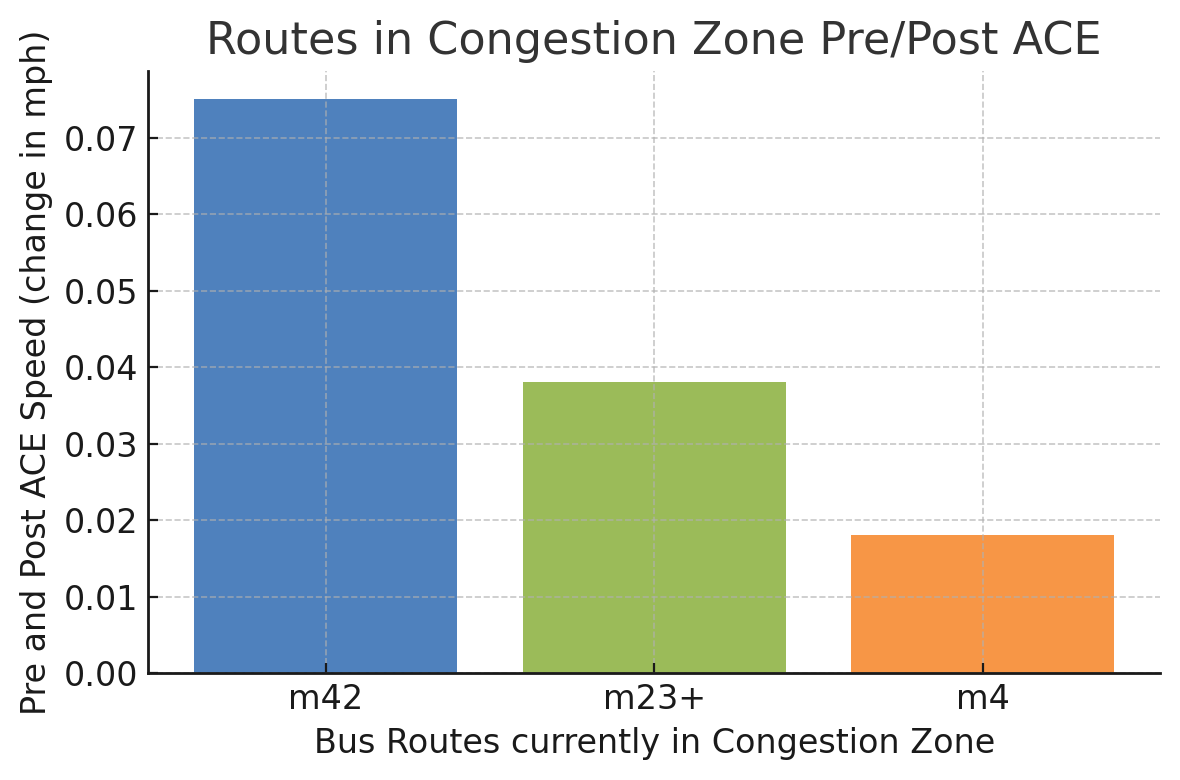 Routes in Congestion Zone Pre/Post ACE
Pre and Post ACE Speed (change in mph)
0.07
0.06
0.05
0.04
0.03
0.02
0.01
0.00
m42
m23+
m4
Bus Routes currently in Congestion Zone